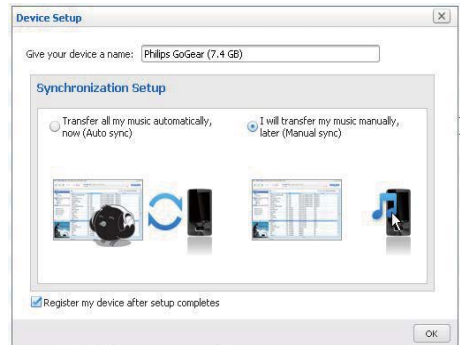 Device Setup
Give your device a name: Philips GoGear (7.4 GB)
Synchronization Setup
Transfer all my music automatically,
now (Auto sync)
I will transfer my music manually,
later (Manual sync)
Register my device after setup completes
OK